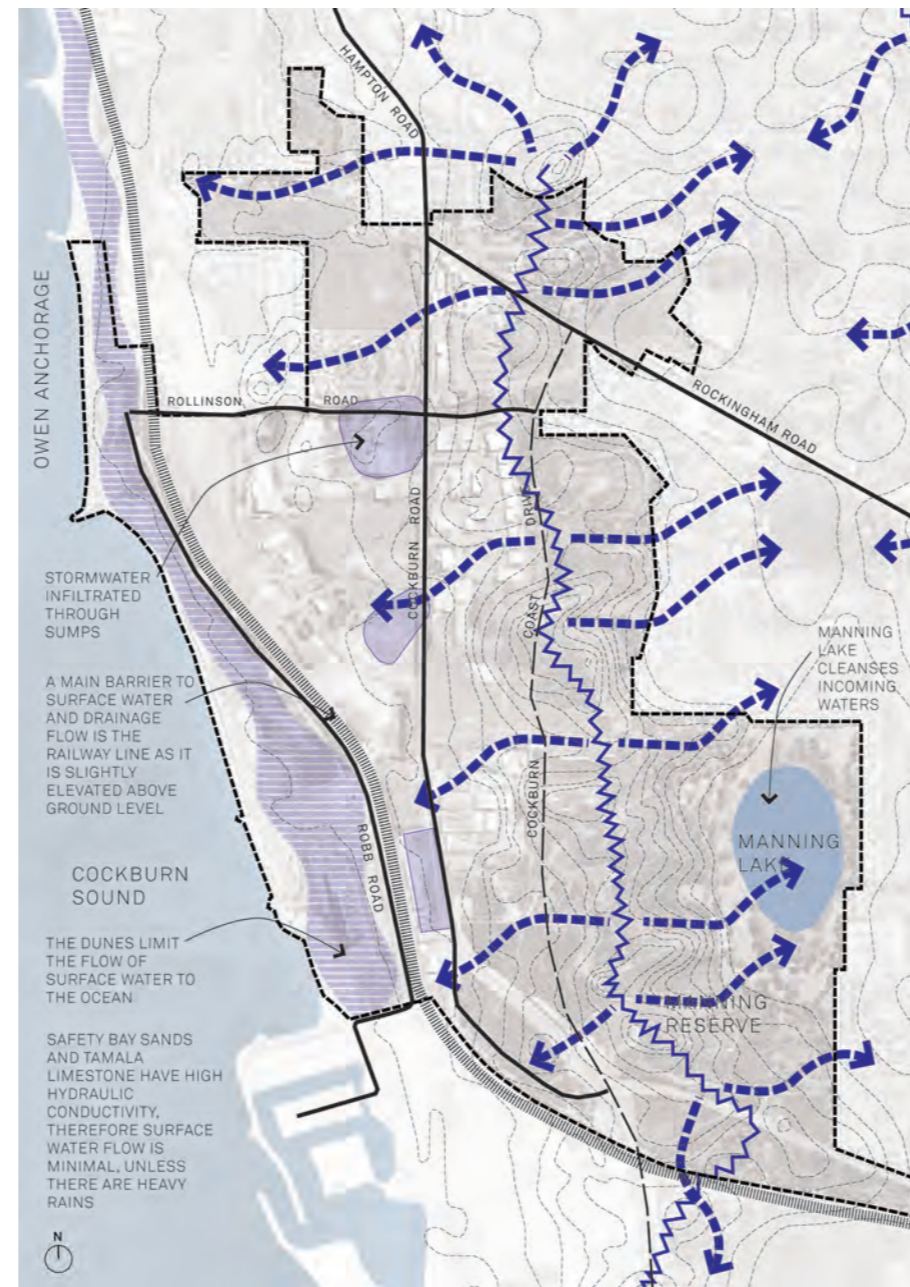 HAMPTON ROAD
OWEN ANCHORAGE
ROLLINSON ROAD
ROCKINGHAM ROAD
COCKBURN ROAD
COCKBURN COAST DRIVE
STORMWATER
INFILTRATED
THROUGH
SUMPS
MANNING
LAKE
CLEANSES
INCOMING
WATERS
A MAIN BARRIER TO
SURFACE WATER
AND DRAINAGE
FLOW IS THE
RAILWAY LINE AS IT
IS SLIGHTLY
ELEVATED ABOVE
GROUND LEVEL
ROBB ROAD
MANNING
LAKE
COCKBURN
SOUND
THE DUNES LIMIT
THE FLOW OF
SURFACE WATER TO
THE OCEAN
MANNING
RESERVE
SAFETY BAY SANDS
AND TAMALA
LIMESTONE HAVE HIGH
HYDRAULIC
CONDUCTIVITY,
THEREFORE SURFACE
WATER FLOW IS
MINIMAL, UNLESS
THERE ARE HEAVY
RAINS
N